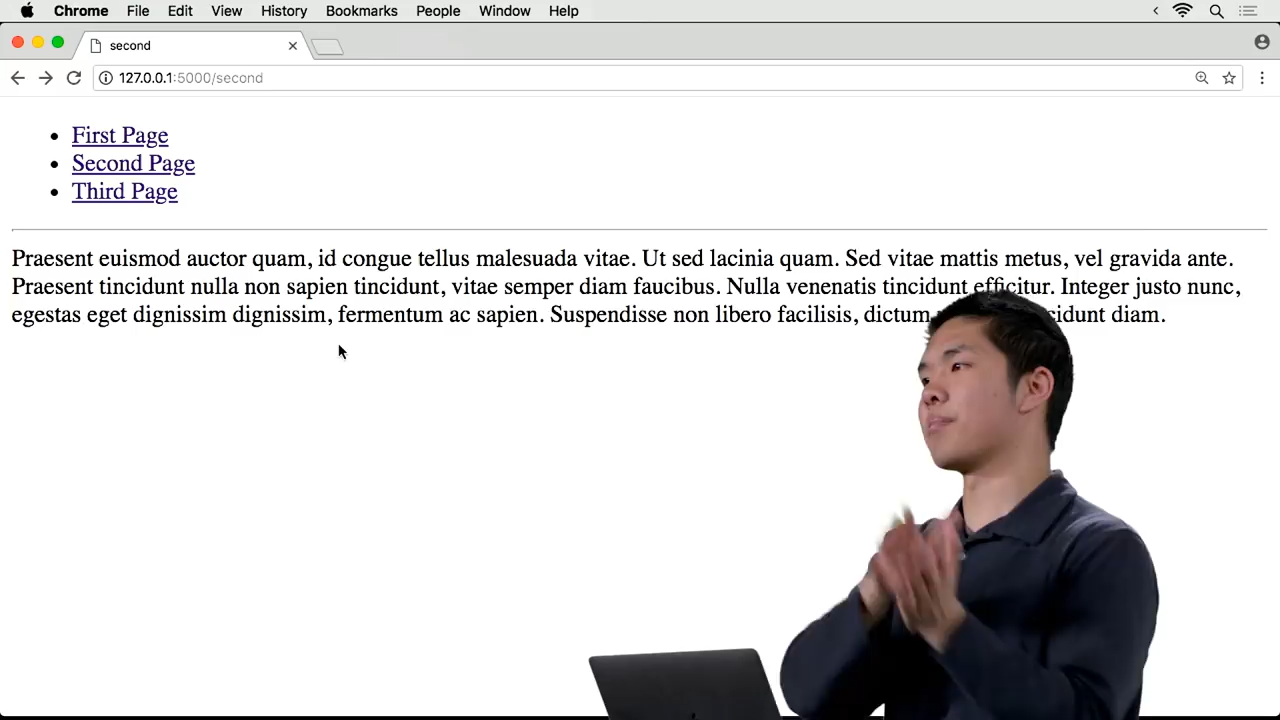 Chrome File Edit View History Bookmarks People Window Help
second
127.0.0.1:5000/second
First Page
Second Page
Third Page
Praesent euismod auctor quam, id congue tellus malesuada vitae. Ut sed lacinia quam. Sed vitae mattis metus, vel gravida ante.
Praesent tincidunt nulla non sapien tincidunt, vitae semper diam faucibus. Nulla venenatis tincidunt efficitur. Integer justo nunc,
egestas eget dignissim dignissim, fermentum ac sapien. Suspendisse non libero facilisis, dictum diam.